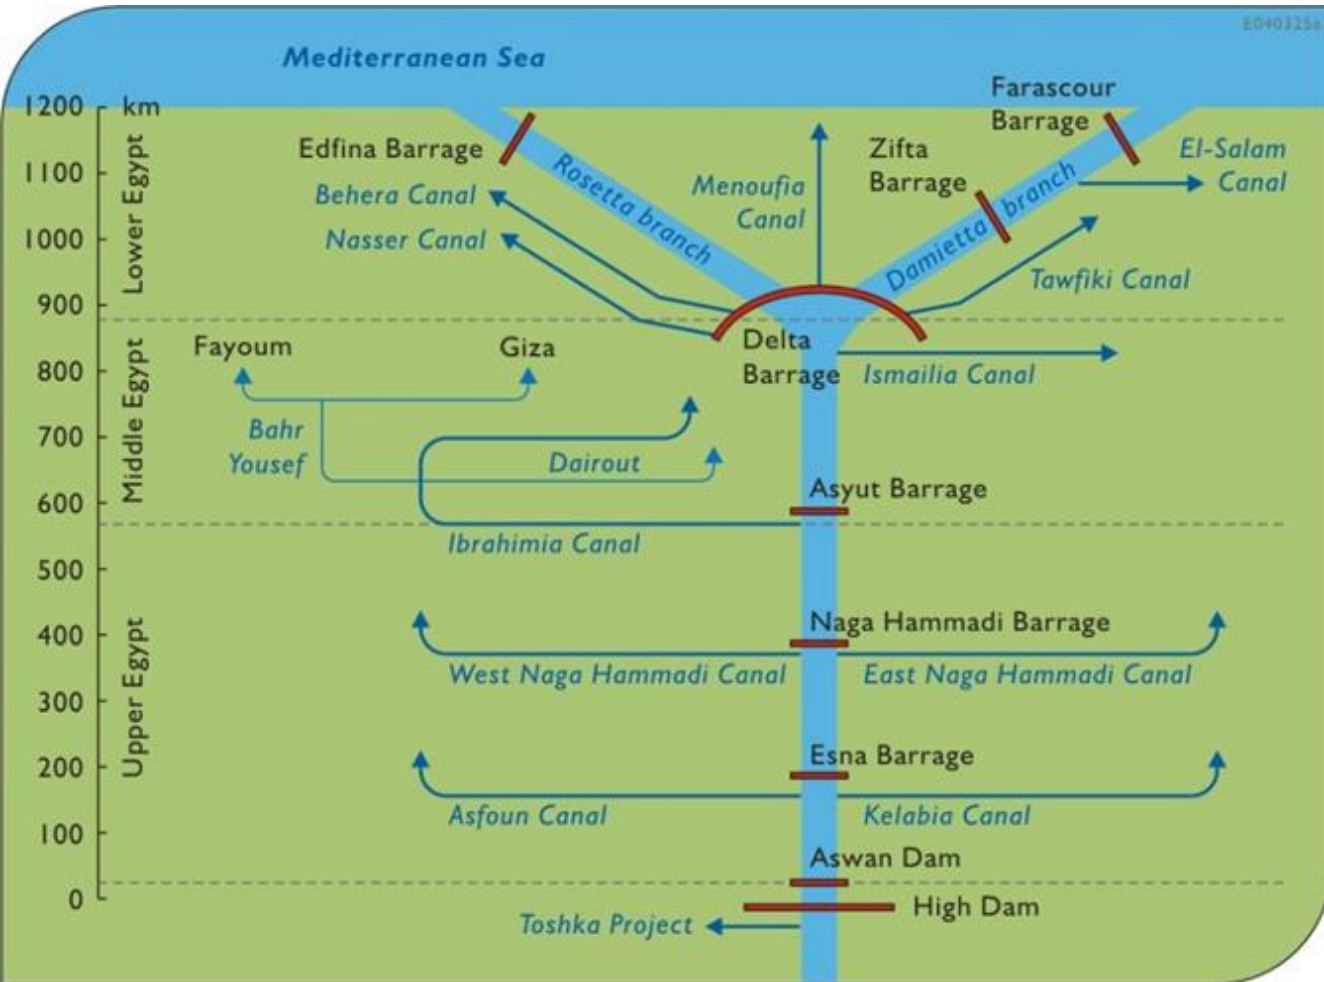 E040325a
Mediterranean Sea
1200 km
1100
1000
900
800
700
600
500
400
300
200
100
0
Lower Egypt
Middle Egypt
Upper Egypt
Farascour
Barrage
Edfina Barrage
Zifta
Barrage
El-Salam
Canal
Behera Canal
Nasser Canal
Rosetta branch
Menoufia
Canal
Damietta branch
Tawfiki Canal
Fayoum
Giza
Delta
Barrage
Ismailia Canal
Bahr
Yousef
Dairout
Asyut Barrage
Ibrahimia Canal
Naga Hammadi Barrage
West Naga Hammadi Canal
East Naga Hammadi Canal
Esna Barrage
Asfoun Canal
Kelabia Canal
Aswan Dam
High Dam
Toshka Project